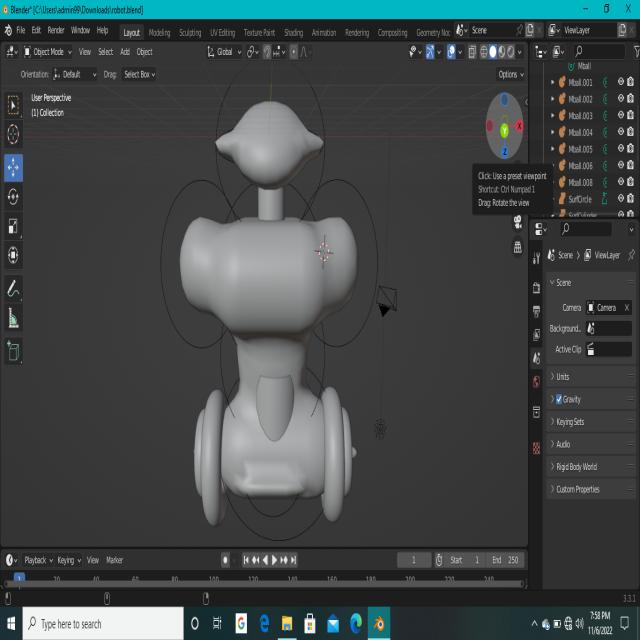 Blender* [C:\Users\admin99\Downloads\robot.blend]
File Edit Render Window Help Layout Modeling Sculpting UV Editing Texture Paint Shading Animation Rendering Compositing Geometry Noc Scene ViewLayer
Object Mode View Select Add Object Global
Orientation: Default Drag: Select Box Options
User Perspective
(1) Collection
X
Y
Z
Click: Use a preset viewpoint
Shortcut: Ctrl Numpad 1
Drag: Rotate the view
Mball
Mball.001
Mball.002
Mball.003
Mball.004
Mball.005
Mball.006
Mball.008
SurfCircle
SurfCylinder
Scene ViewLayer
Scene
Camera Camera X
Background..
Active Clip
Units
Gravity
Keying Sets
Audio
Rigid Body World
Custom Properties
Playback Keying View Marker 1 Start 1 End 250
1 20 40 60 80 100 120 140 160 180 200 220 240
3.3.1
Type here to search
7:58 PM
11/6/2022